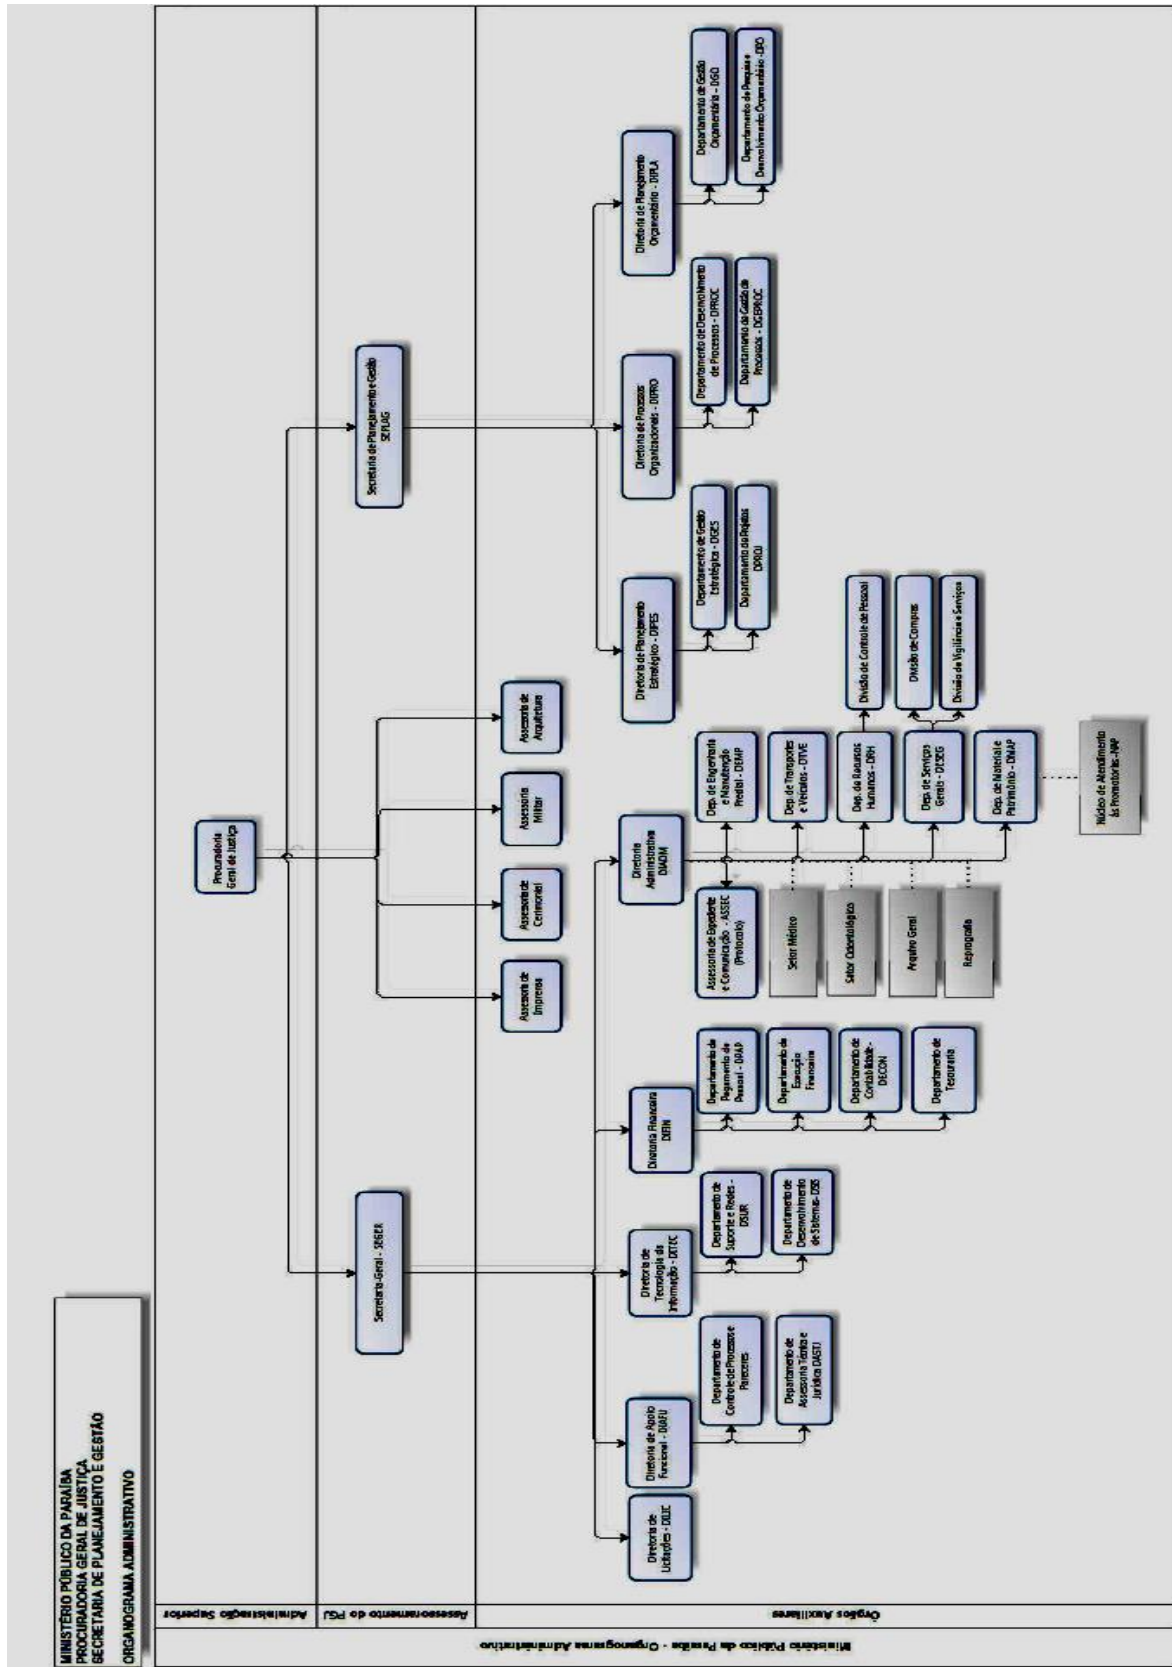 MINISTÉRIO PÚBLICO DA PARAÍBA
PROCURADORIA GERAL DE JUSTIÇA
SECRETARIA DE PLANEJAMENTO E GESTÃO
ORGANOGRAMA ADMINISTRATIVO
Ministério Público da Paraíba - Organograma Administrativo
Administração Superior
Procuradoria
Geral de Justiça
Assessoramento do PGJ
Secretaria-Geral - SEGER
Secretaria de Planejamento e Gestão
SEPLAG
Órgãos Auxiliares
Assessoria de
Imprensa
Assessoria de
Cerimonial
Assessoria
Militar
Assessoria de
Arquitetura
Diretoria de
Licitações - DILIC
Diretoria de Apoio
Funcional - DIAFU
Diretoria de
Tecnologia da
Informação - DITEC
Diretoria Financeira
DIFIN
Diretoria
Administrativa
DIADM
Diretoria de Planejamento
Estratégico - DIPES
Diretoria de Processos
Organizacionais - DIPRO
Diretoria de Planejamento
Orçamentário - DIPLA
Departamento de
Controle de Processos e
Pareceres
Departamento de
Assessoria Técnica e
Jurídica DASTJ
Departamento de
Suporte e Redes -
DSUR
Departamento de
Desenvolvimento
de Sistemas- DSIS
Departamento de
Pagamento de
Pessoal - DPAP
Departamento de
Execução
Financeira
Departamento de
Contabilidade -
DECON
Departamento de
Tesouraria
Assessoria de Expediente
e Comunicação - ASSEC
(Protocolo)
Setor Médico
Setor Odontológico
Arquivo Geral
Reprografia
Dep. de Engenharia
e Manutenção
Predial - DEMP
Dep. de Transportes
e Veículos - DTVE
Dep. de Recursos
Humanos - DRH
Dep. de Serviços
Gerais - DESEG
Dep. de Material e
Patrimônio - DMAP
Divisão de Controle de Pessoal
Divisão de Compras
Divisão de Vigilância e Serviços
Núcleo de Atendimento
às Promotorias -NAP
Departamento de Gestão
Estratégica - DGES
Departamento de Projetos
DPROJ
Departamento de Desenvolvimento
de Processos - DPROC
Departamento de Gestão de
Processos - DGEPROC
Departamento de Gestão
Orçamentária - DGO
Departamento de Pesquisa e
Desenvolvimento Orçamentário -DPO